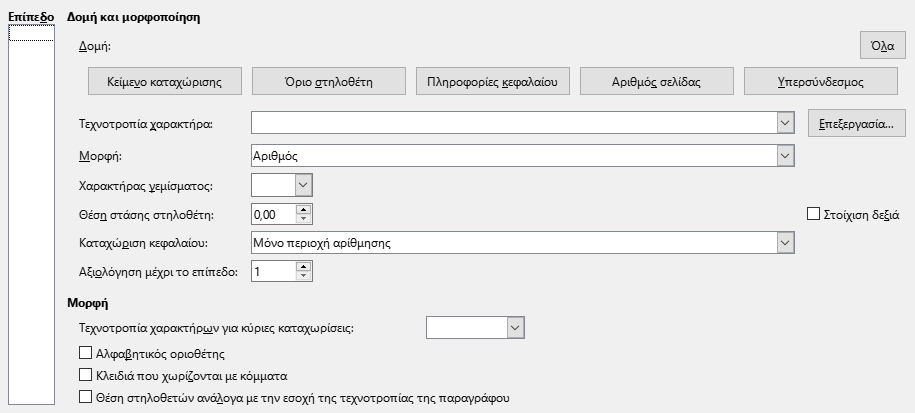 Επίπεδο Δομή και μορφοποίηση
Δομή: Όλα
Κείμενο καταχώρισης Όριο στηλοθέτη Πληροφορίες κεφαλαίου Αριθμός σελίδας Υπερσύνδεσμος
Τεχνοτροπία χαρακτήρα: Επεξεργασία...
Μορφή: Αριθμός
Χαρακτήρας γεμίσματος:
Θέση στάσης στηλοθέτη: 0,00 Στοίχιση δεξιά
Καταχώριση κεφαλαίου: Μόνο περιοχή αρίθμησης
Αξιολόγηση μέχρι το επίπεδο: 1
Μορφή
Τεχνοτροπία χαρακτήρων για κύριες καταχωρίσεις:
Αλφαβητικός οριοθέτης
Κλειδιά που χωρίζονται με κόμματα
Θέση στηλοθετών ανάλογα με την εσοχή της τεχνοτροπίας της παραγράφου